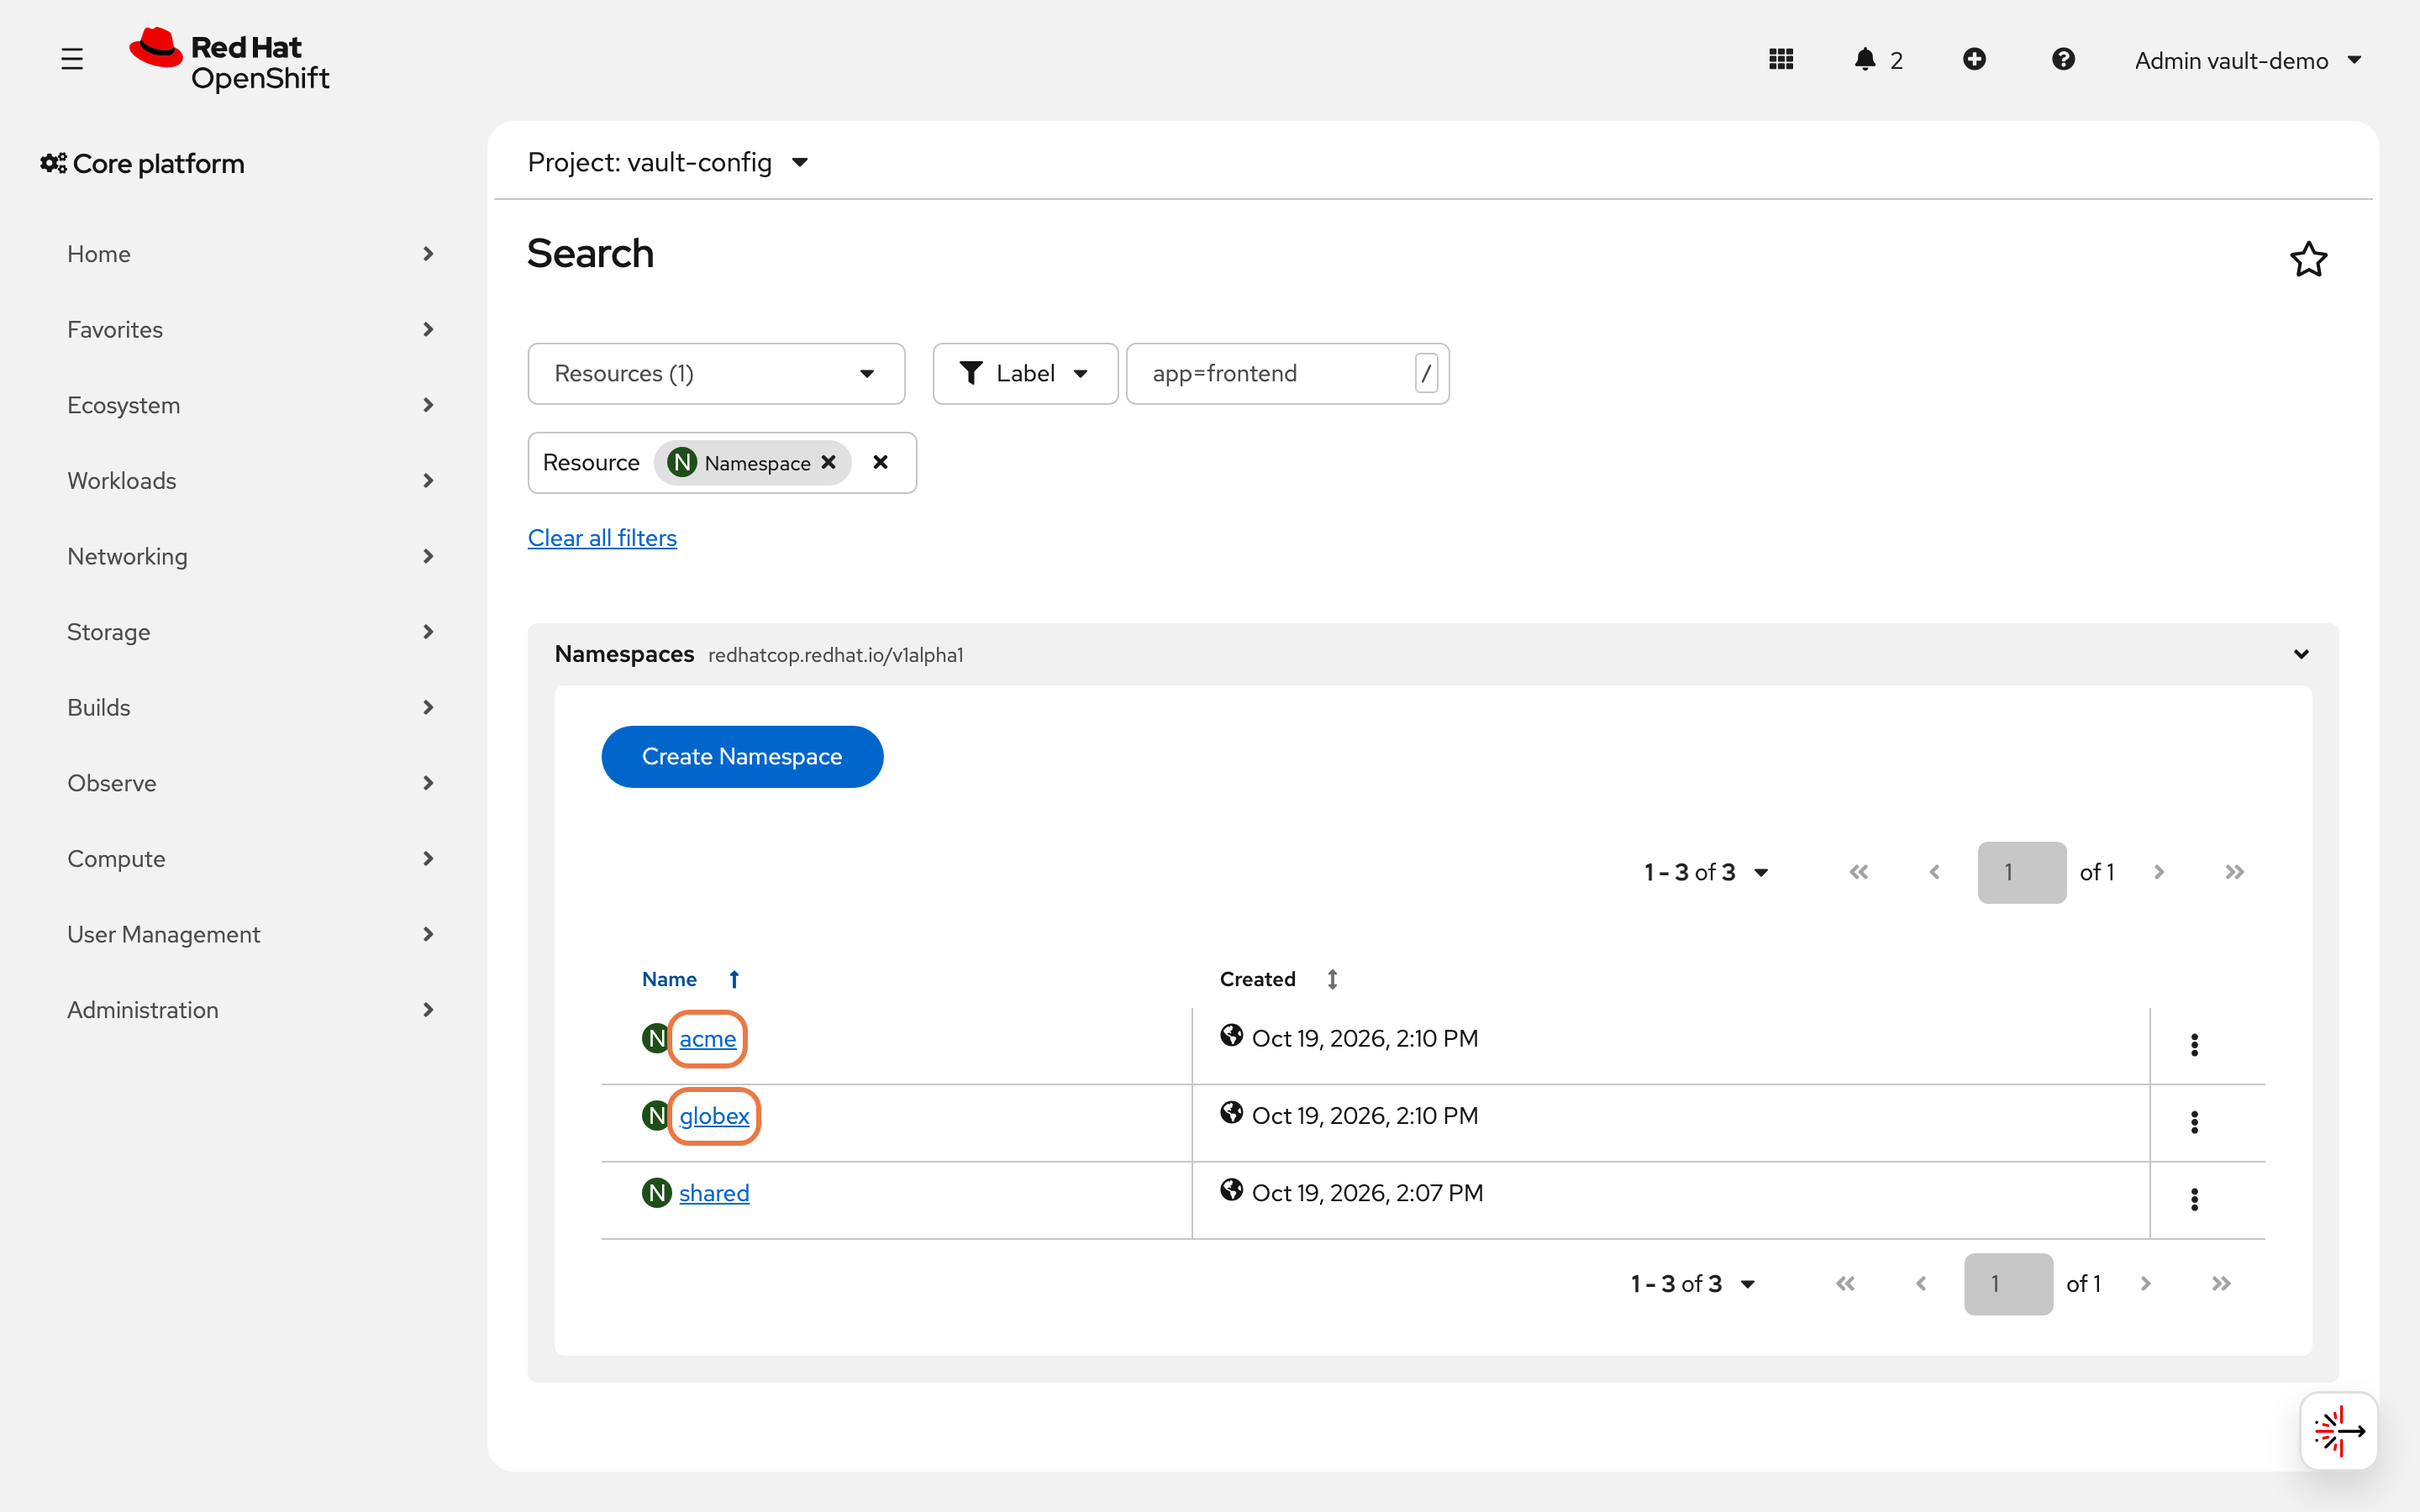 Red Hat
OpenShift
2
Admin vault-demo
Core platform
Home
Favorites
Ecosystem
Workloads
Networking
Storage
Builds
Observe
Compute
User Management
Administration
Project: vault-config
Search
Resources (1)
Label
app=frontend
/
Resource
N Namespace
Clear all filters
Namespaces redhatcop.redhat.io/v1alpha1
Create Namespace
1 - 3 of 3
1 of 1
Name Created
N acme Oct 19, 2026, 2:10 PM
N globex Oct 19, 2026, 2:10 PM
N shared Oct 19, 2026, 2:07 PM
1 - 3 of 3
1 of 1